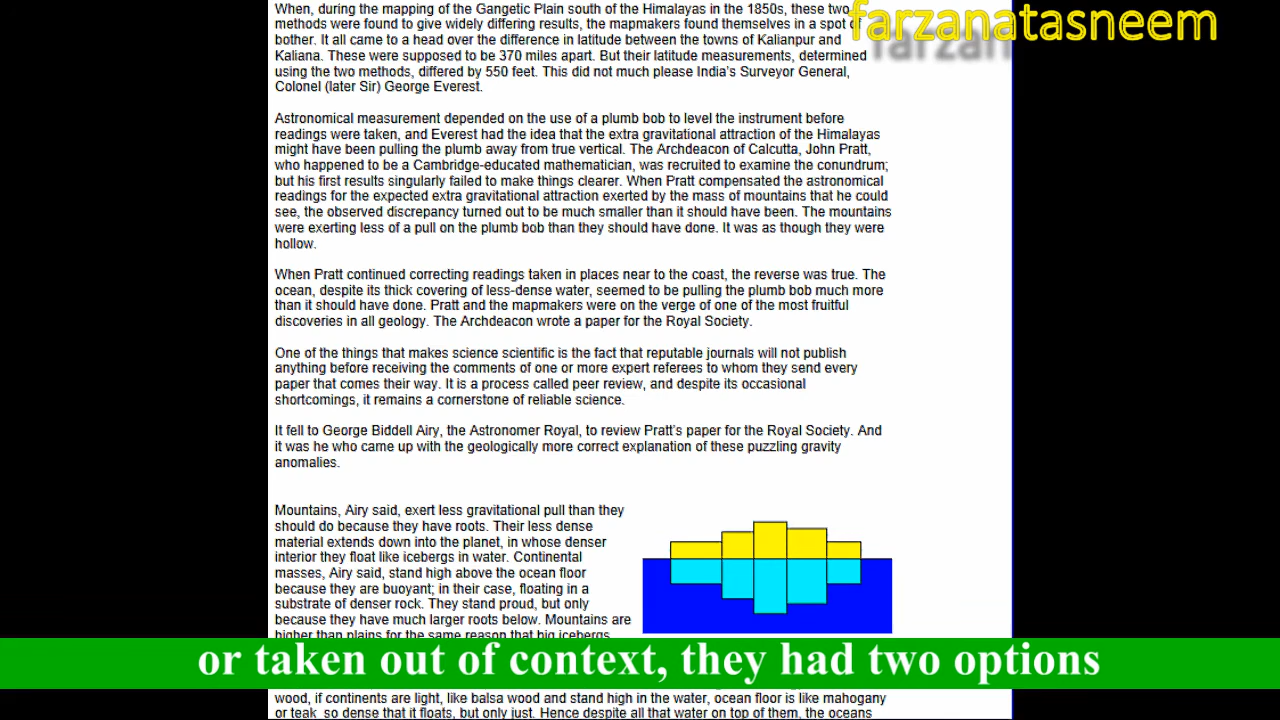 When, during the mapping of the Gangetic Plain south of the Himalayas in the 1850s, these two
methods were found to give widely differing results, the mapmakers found themselves in a spot of
bother. It all came to a head over the difference in latitude between the towns of Kalianpur and
Kaliana. These were supposed to be 370 miles apart. But their latitude measurements, determined
using the two methods, differed by 550 feet. This did not much please India's Surveyor General,
Colonel (later Sir) George Everest.
farzanatasneem
farzan
Astronomical measurement depended on the use of a plumb bob to level the instrument before
readings were taken, and Everest had the idea that the extra gravitational attraction of the Himalayas
might have been pulling the plumb away from true vertical. The Archdeacon of Calcutta, John Pratt,
who happened to be a Cambridge-educated mathematician, was recruited to examine the conundrum;
but his first results singularly failed to make things clearer. When Pratt compensated the astronomical
readings for the expected extra gravitational attraction exerted by the mass of mountains that he could
see, the observed discrepancy turned out to be much smaller than it should have been. The mountains
were exerting less of a pull on the plumb bob than they should have done. It was as though they were
hollow.
When Pratt continued correcting readings taken in places near to the coast, the reverse was true. The
ocean, despite its thick covering of less-dense water, seemed to be pulling the plumb bob much more
than it should have done. Pratt and the mapmakers were on the verge of one of the most fruitful
discoveries in all geology. The Archdeacon wrote a paper for the Royal Society.
One of the things that makes science scientific is the fact that reputable journals will not publish
anything before receiving the comments of one or more expert referees to whom they send every
paper that comes their way. It is a process called peer review, and despite its occasional
shortcomings, it remains a cornerstone of reliable science.
It fell to George Biddell Airy, the Astronomer Royal, to review Pratt's paper for the Royal Society. And
it was he who came up with the geologically more correct explanation of these puzzling gravity
anomalies.
Mountains, Airy said, exert less gravitational pull than they
should do because they have roots. Their less dense
material extends down into the planet, in whose denser
interior they float like icebergs in water. Continental
masses, Airy said, stand high above the ocean floor
because they are buoyant; in their case, floating in a
substrate of denser rock. They stand proud, but only
because they have much larger roots below. Mountains are
higher than plains for the same reason that big icebergs
or taken out of context, they had two options
wood, if continents are light, like balsa wood and stand high in the water, ocean floor is like mahogany
or teak so dense that it floats, but only just. Hence despite all that water on top of them, the oceans